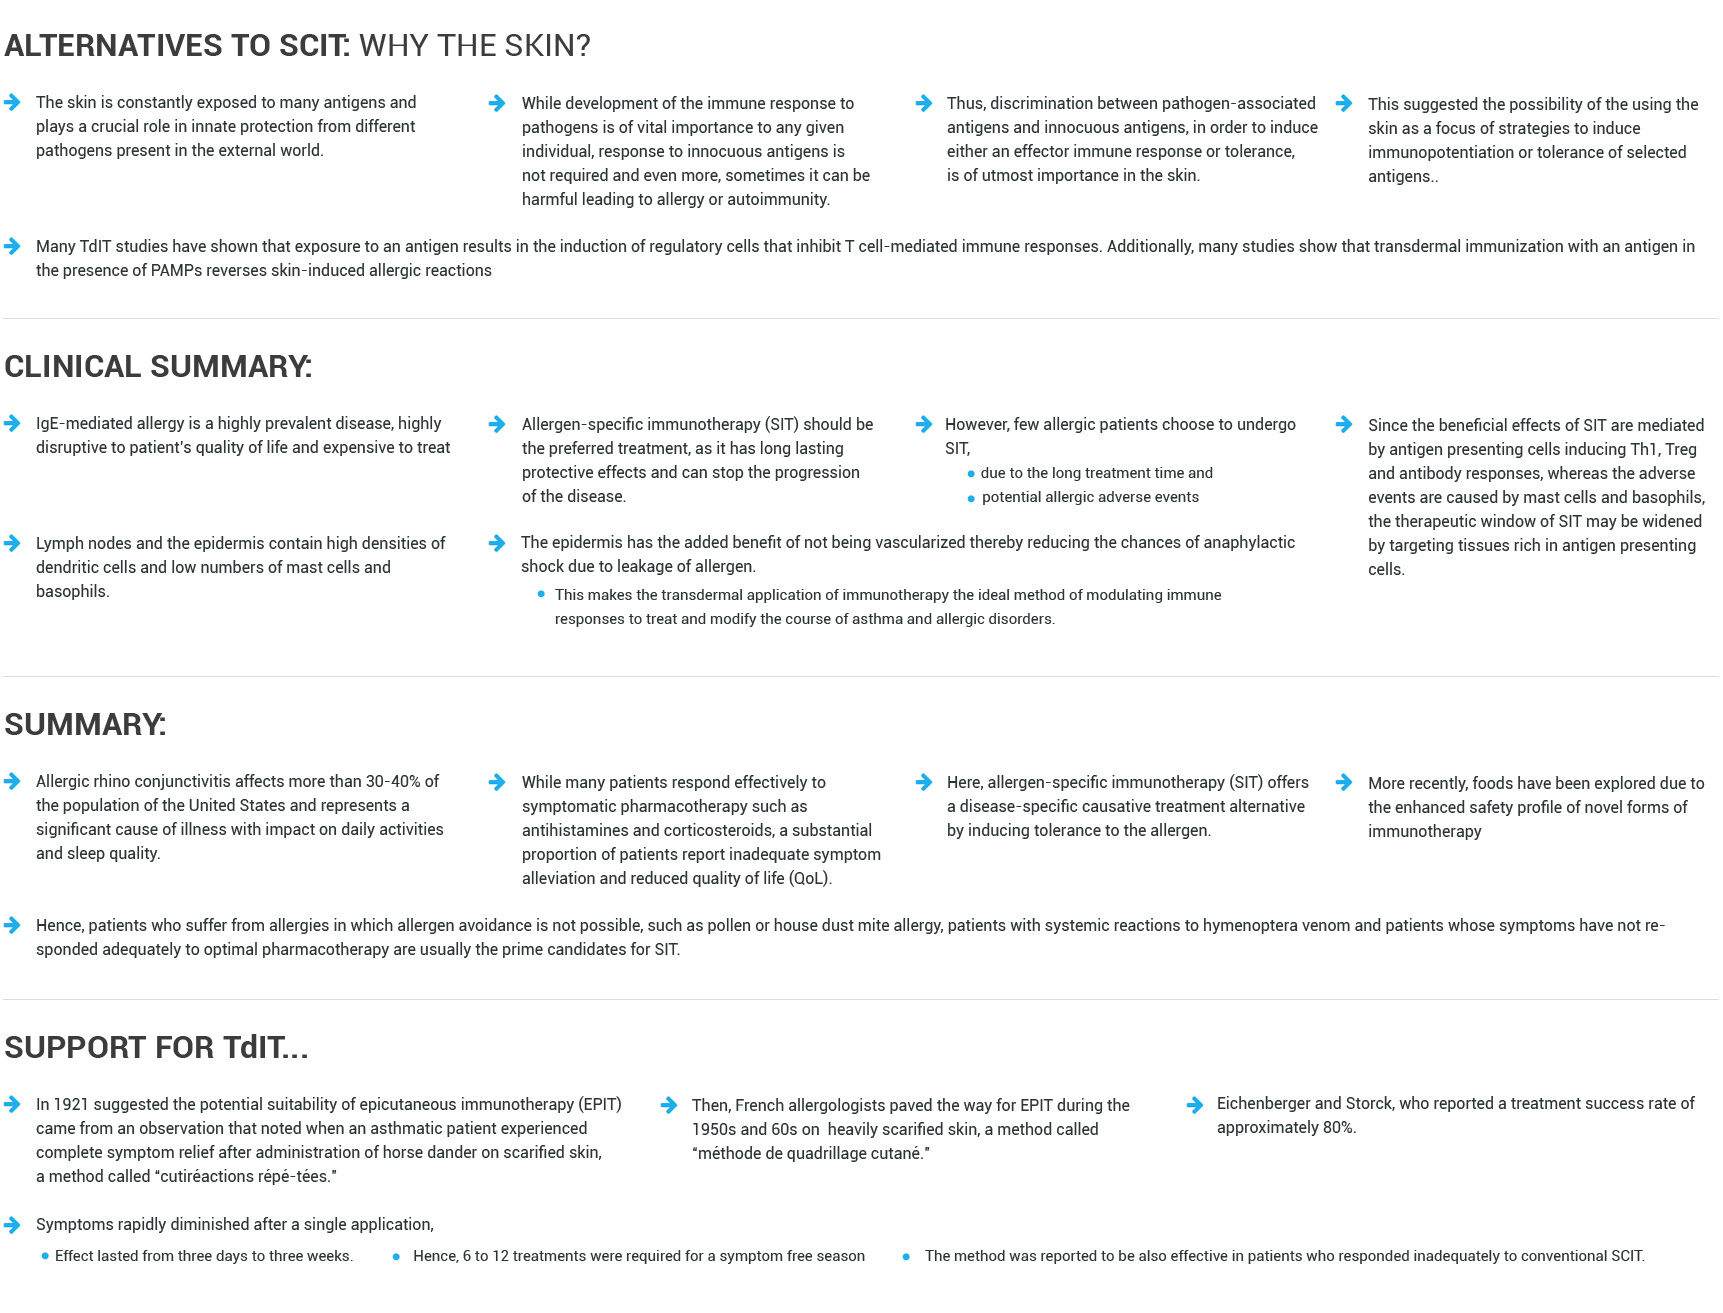 ALTERNATIVES TO SCIT: WHY THE SKIN?
The skin is constantly exposed to many antigens and
plays a crucial role in innate protection from different
pathogens present in the external world.
While development of the immune response to
pathogens is of vital importance to any given
individual, response to innocuous antigens is
not required and even more, sometimes it can be
harmful leading to allergy or autoimmunity.
Thus, discrimination between pathogen-associated
antigens and innocuous antigens, in order to induce
either an effector immune response or tolerance,
is of utmost importance in the skin.
This suggested the possibility of the using the
skin as a focus of strategies to induce
immunopotentiation or tolerance of selected
antigens..
Many TdIT studies have shown that exposure to an antigen results in the induction of regulatory cells that inhibit T cell-mediated immune responses. Additionally, many studies show that transdermal immunization with an antigen in
the presence of PAMPs reverses skin-induced allergic reactions
CLINICAL SUMMARY:
IgE-mediated allergy is a highly prevalent disease, highly
disruptive to patient's quality of life and expensive to treat
Allergen-specific immunotherapy (SIT) should be
the preferred treatment, as it has long lasting
protective effects and can stop the progression
of the disease.
However, few allergic patients choose to undergo
SIT,
due to the long treatment time and
potential allergic adverse events
Since the beneficial effects of SIT are mediated
by antigen presenting cells inducing Th1, Treg
and antibody responses, whereas the adverse
events are caused by mast cells and basophils,
the therapeutic window of SIT may be widened
by targeting tissues rich in antigen presenting
cells.
Lymph nodes and the epidermis contain high densities of
dendritic cells and low numbers of mast cells and
basophils.
The epidermis has the added benefit of not being vascularized thereby reducing the chances of anaphylactic
shock due to leakage of allergen.
This makes the transdermal application of immunotherapy the ideal method of modulating immune
responses to treat and modify the course of asthma and allergic disorders.
SUMMARY:
Allergic rhino conjunctivitis affects more than 30-40% of
the population of the United States and represents a
significant cause of illness with impact on daily activities
and sleep quality.
While many patients respond effectively to
symptomatic pharmacotherapy such as
antihistamines and corticosteroids, a substantial
proportion of patients report inadequate symptom
alleviation and reduced quality of life (QoL).
Here, allergen-specific immunotherapy (SIT) offers
a disease-specific causative treatment alternative
by inducing tolerance to the allergen.
More recently, foods have been explored due to
the enhanced safety profile of novel forms of
immunotherapy
Hence, patients who suffer from allergies in which allergen avoidance is not possible, such as pollen or house dust mite allergy, patients with systemic reactions to hymenoptera venom and patients whose symptoms have not re-
sponded adequately to optimal pharmacotherapy are usually the prime candidates for SIT.
SUPPORT FOR TdIT...
In 1921 suggested the potential suitability of epicutaneous immunotherapy (EPIT)
came from an observation that noted when an asthmatic patient experienced
complete symptom relief after administration of horse dander on scarified skin,
a method called “cutiréactions répé-tées.”
Then, French allergologists paved the way for EPIT during the
1950s and 60s on heavily scarified skin, a method called
“méthode de quadrillage cutané.”
Eichenberger and Storck, who reported a treatment success rate of
approximately 80%.
Symptoms rapidly diminished after a single application,
Effect lasted from three days to three weeks.
Hence, 6 to 12 treatments were required for a symptom free season
The method was reported to be also effective in patients who responded inadequately to conventional SCIT.